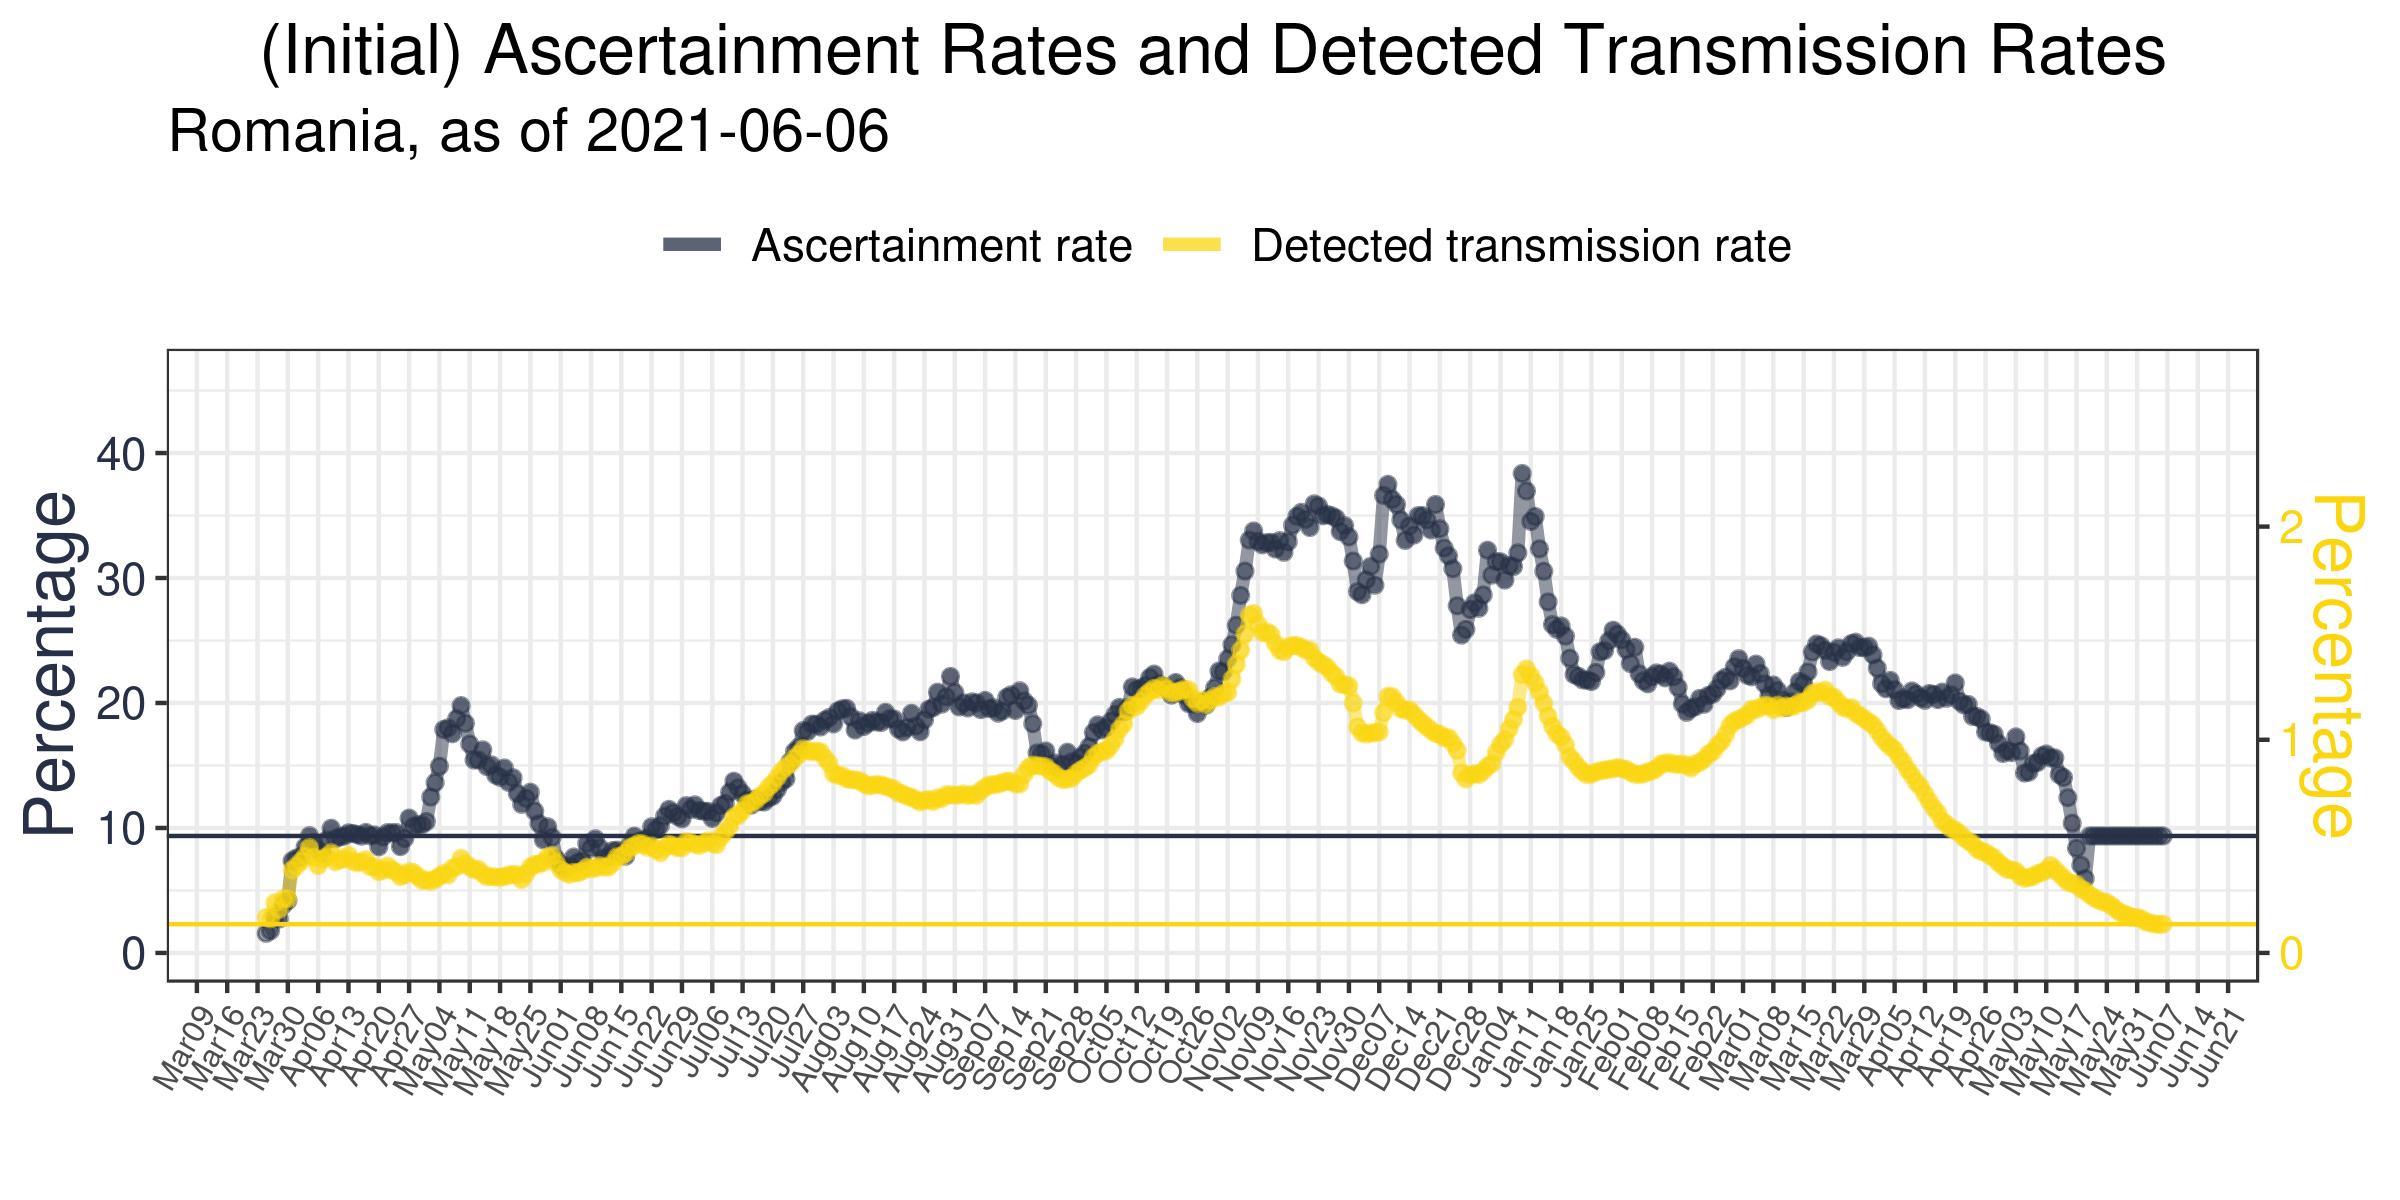 (Initial) Ascertainment Rates and Detected Transmission Rates
Romania, as of 2021-06-06
Ascertainment rate
Detected transmission rate
Percentage
40
30
20
10
0
2
1
0
Percentage
Mar09
Mar16
Mar23
Mar30
Apr06
Apr13
Apr20
Apr27
May04
May11
May18
May25
Jun01
Jun08
Jun15
Jun22
Jun29
Jul06
Jul13
Jul20
Jul27
Aug03
Aug10
Aug17
Aug24
Aug31
Sep07
Sep14
Sep21
Sep28
Oct05
Oct12
Oct19
Oct26
Nov02
Nov09
Nov16
Nov23
Nov30
Dec07
Dec14
Dec21
Dec28
Jan04
Jan11
Jan18
Jan25
Feb01
Feb08
Feb15
Feb22
Mar01
Mar08
Mar15
Mar22
Mar29
Apr05
Apr12
Apr19
Apr26
May03
May10
May17
May24
May31
Jun07
Jun14
Jun21